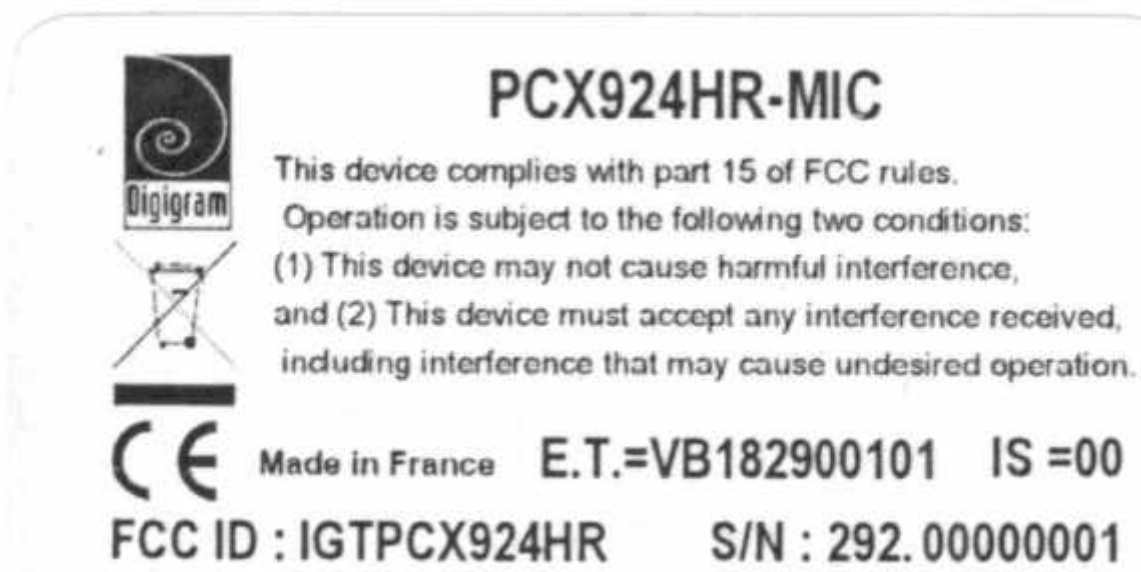 PCX924HR-MIC
Digigram
This device complies with part 15 of FCC rules.
Operation is subject to the following two conditions:
(1) This device may not cause harmful interference,
and (2) This device must accept any interference received,
including interference that may cause undesired operation.
CE Made in France E.T.=VB182900101 IS =00
FCC ID : IGTPCX924HR S/N : 292.00000001